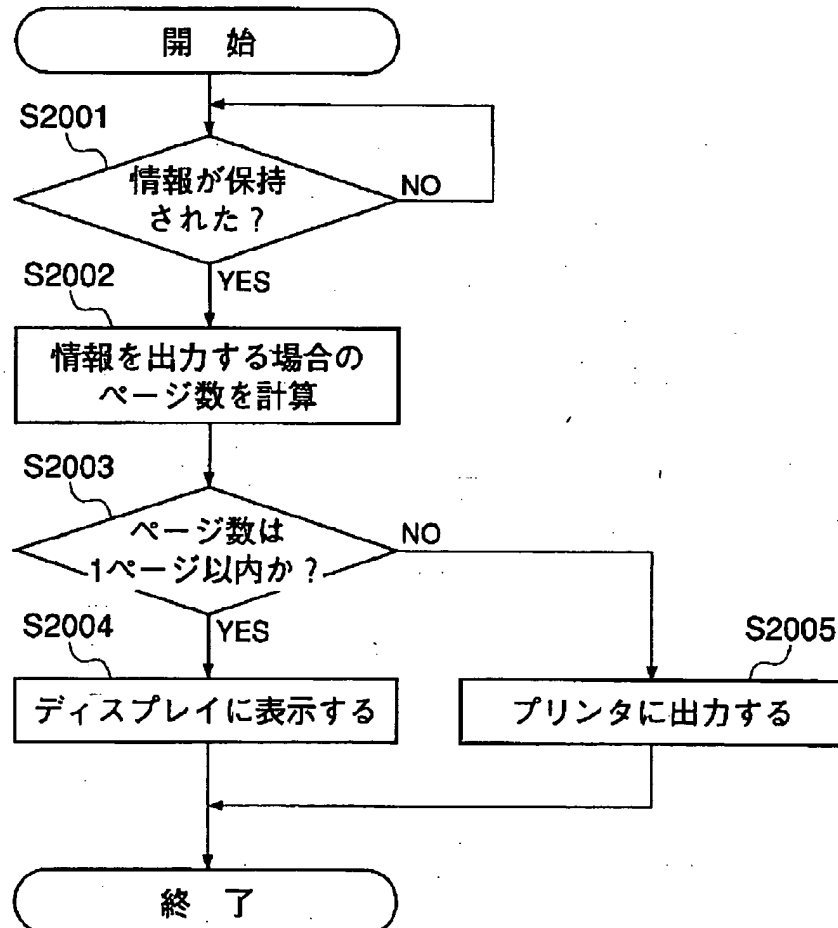 開 始
S2001
情報が保持
された？
NO
YES
S2002
情報を出力する場合の
ページ数を計算
S2003
ページ数は
1ページ以内か？
NO
YES
S2004
ディスプレイに表示する
S2005
プリンタに出力する
終 了